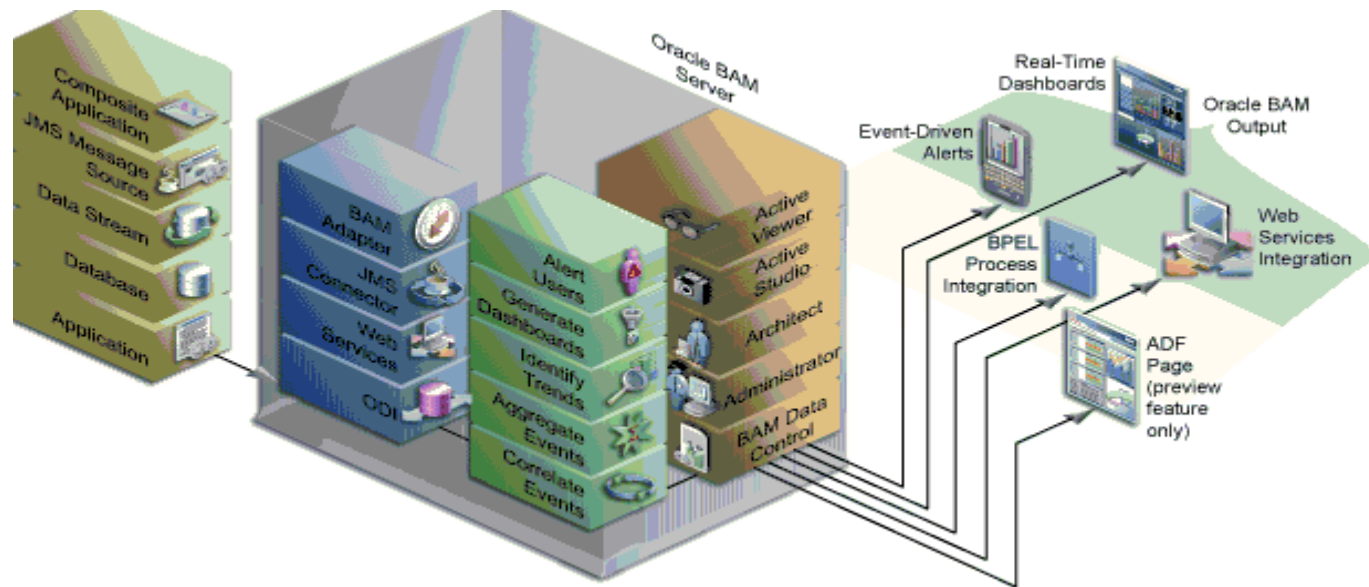 Composite
Application
JMS Message
Source
Data Stream
Database
Application
Oracle BAM
Server
BAM
Adapter
JMS
Connector
Web
Services
ODI
Alert
Users
Generate
Dashboards
Identify
Trends
Aggregate
Events
Correlate
Events
Active
Viewer
Active
Studio
Architect
Administrator
BAM Data
Control
Real-Time
Dashboards
Oracle BAM
Output
Event-Driven
Alerts
BPEL
Process
Integration
Web
Services
Integration
ADF
Page
(preview
feature
only)